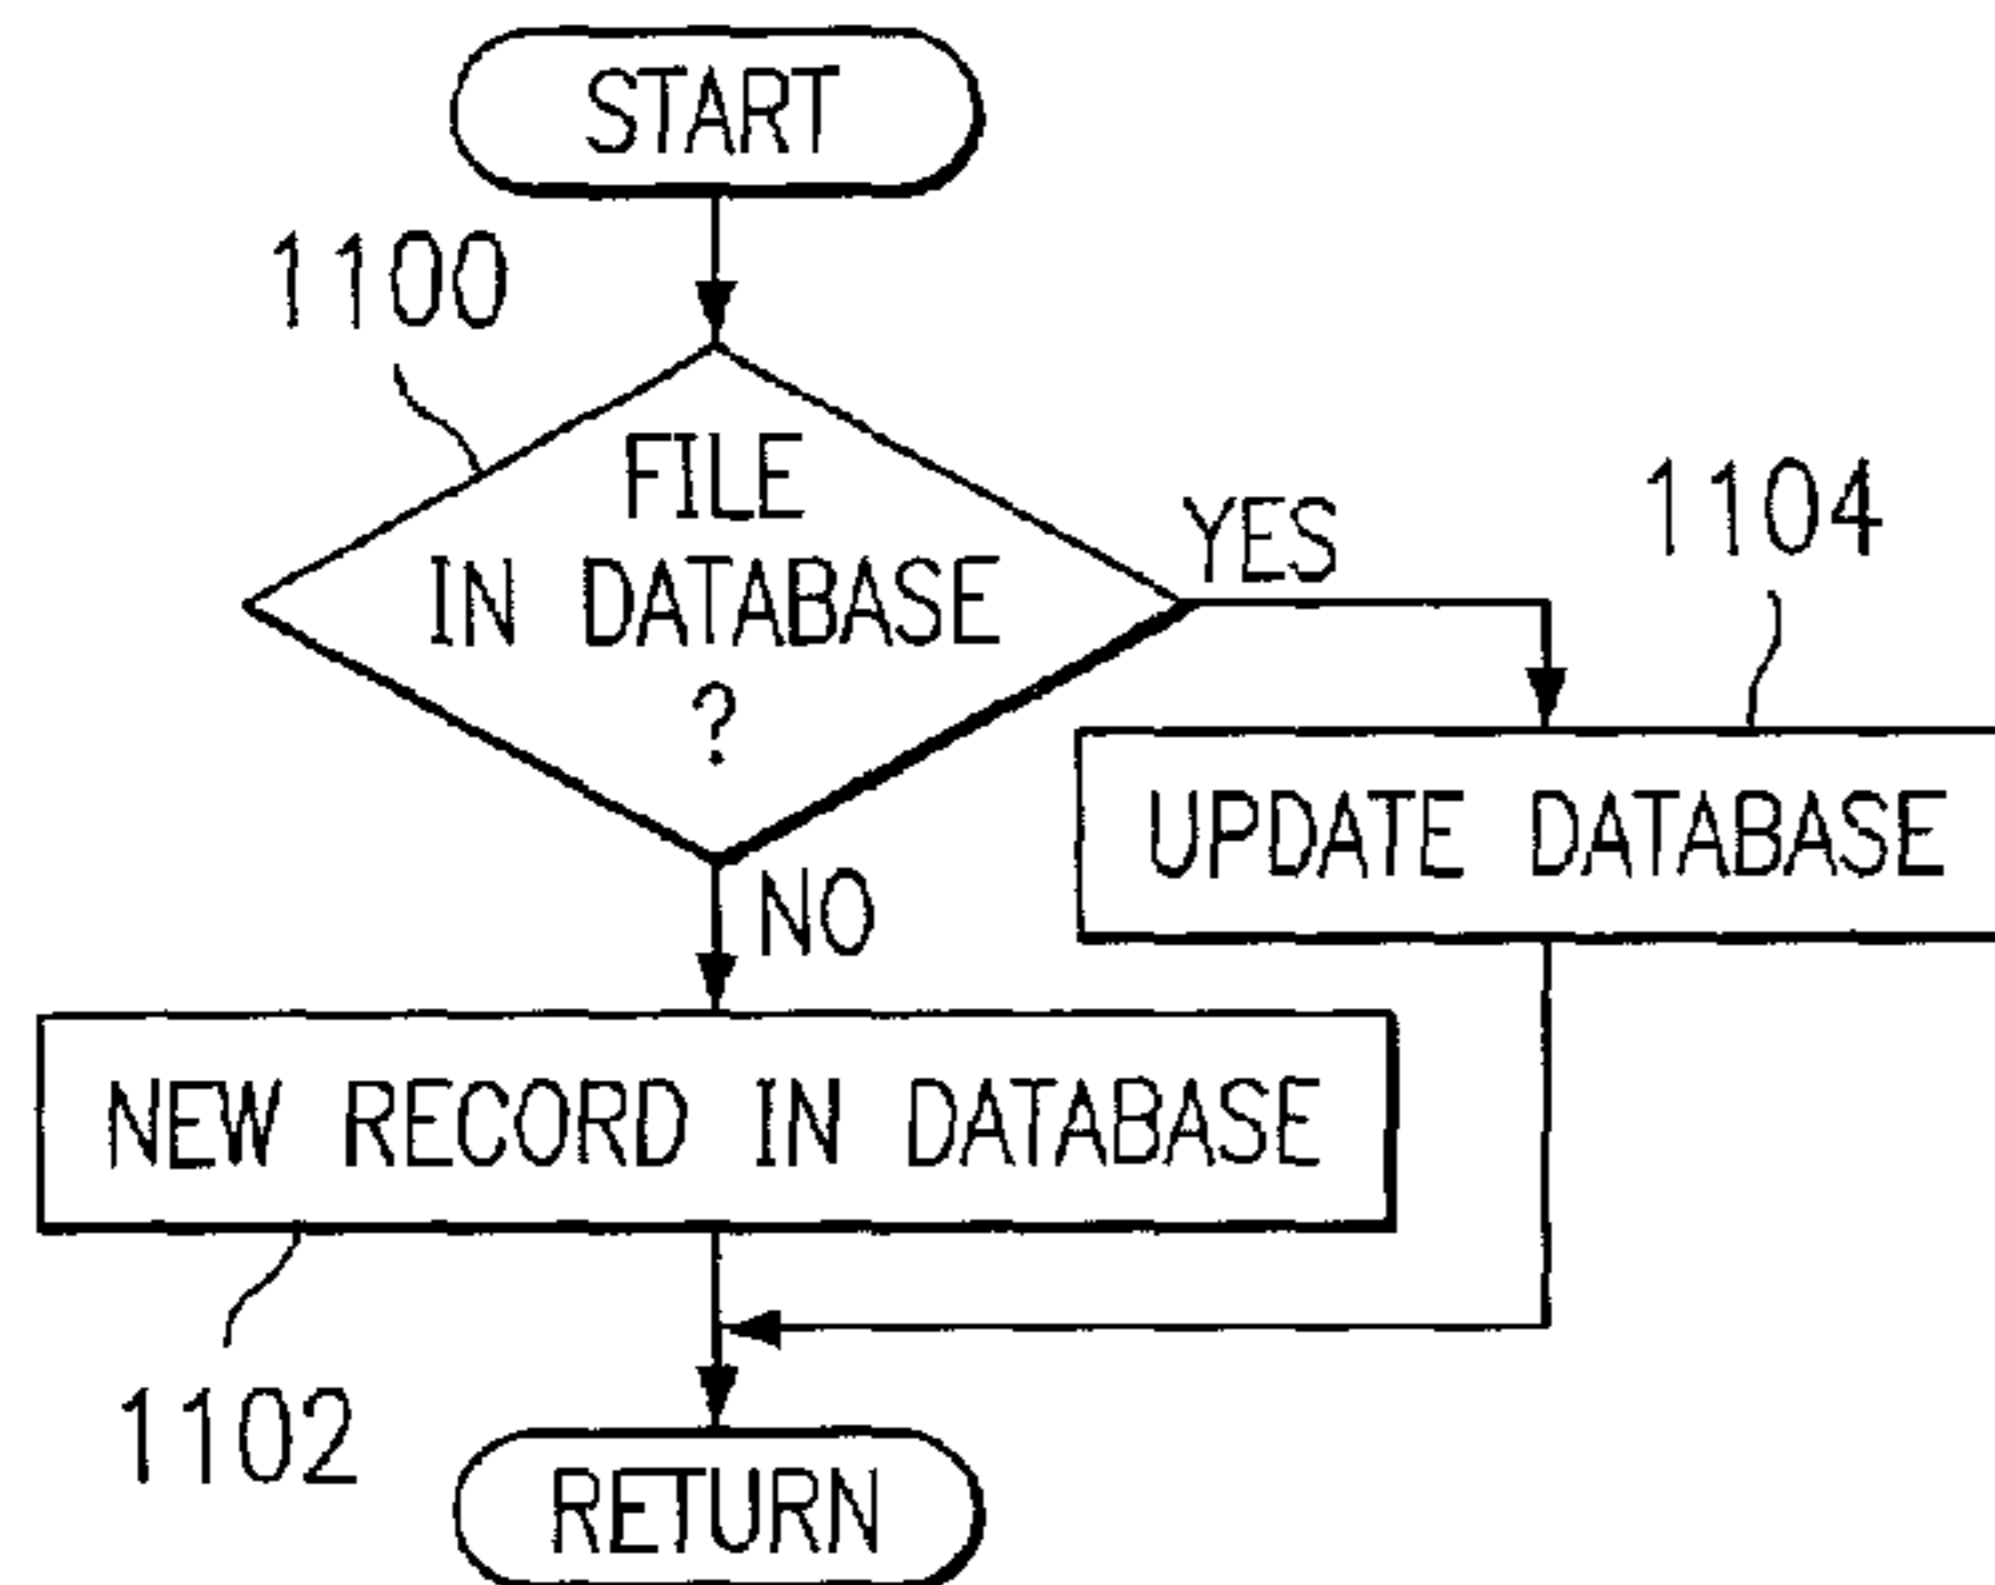 START
1100
FILE
IN DATABASE
?
YES
1104
UPDATE DATABASE
NO
NEW RECORD IN DATABASE
1102
RETURN